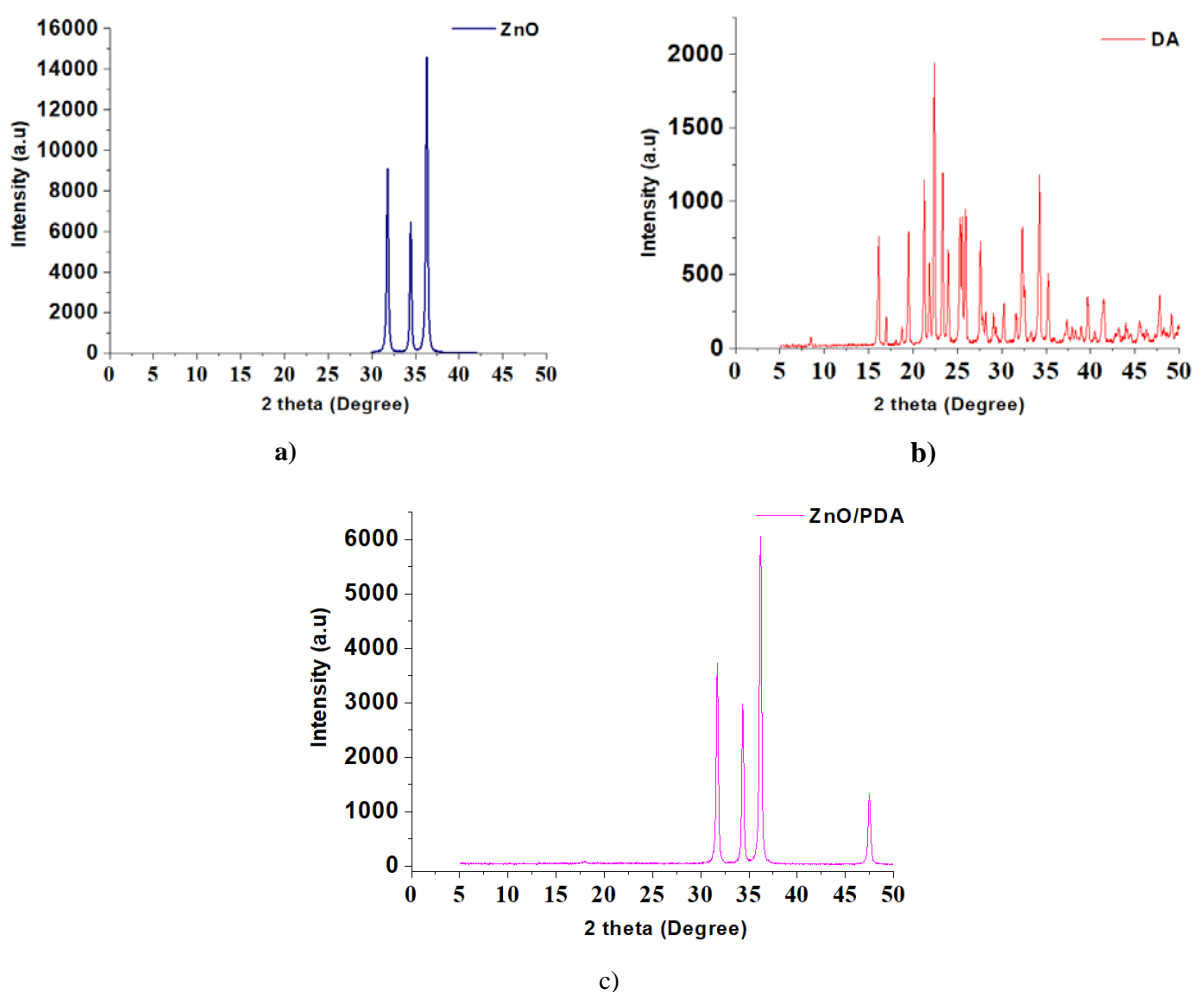 ZnO
16000
14000
12000
10000
8000
6000
4000
2000
0
Intensity (a.u)
0 5 10 15 20 25 30 35 40 45 50
2 theta (Degree)
a)
DA
2000
1500
1000
500
0
Intensity (a.u)
0 5 10 15 20 25 30 35 40 45 50
2 theta (Degree)
b)
ZnO/PDA
6000
5000
4000
3000
2000
1000
0
Intensity (a.u)
0 5 10 15 20 25 30 35 40 45 50
2 theta (Degree)
c)